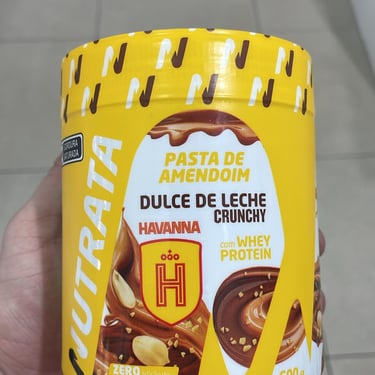 NUTRATA
PASTA DE
AMENDOIM
DULCE DE LECHE
CRUNCHY
HAVANNA
com WHEY
PROTEIN
H
ZERO